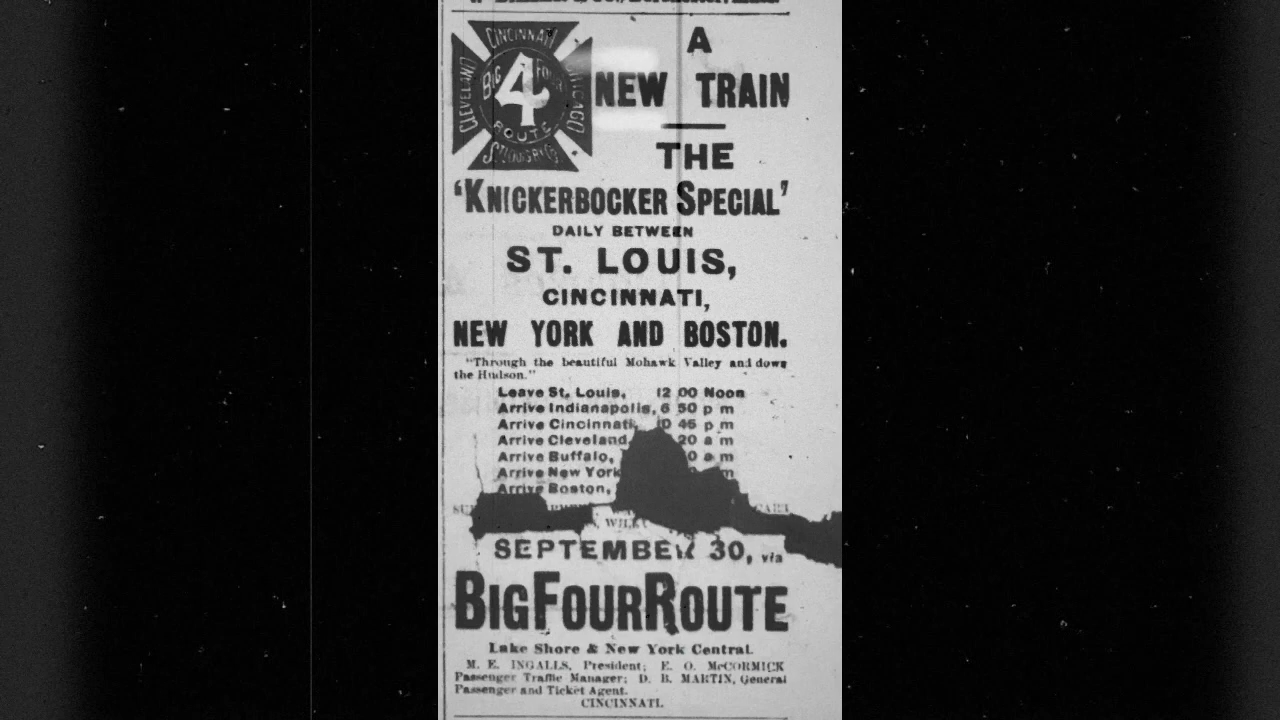 CINCINNATI
CLEVELAND
BIG 4 FOUR
CHICAGO
ROUTE
ST. LOUIS
A
NEW TRAIN
THE
'KNICKERBOCKER SPECIAL'
DAILY BETWEEN
ST. LOUIS,
CINCINNATI,
NEW YORK AND BOSTON.
"Through the beautiful Mohawk Valley and down
the Hudson."
Leave St. Louis, 12 00 Noon
Arrive Indianapolis, 6 50 p m
Arrive Cincinnati, 10 45 p m
Arrive Cleveland, 20 a m
Arrive Buffalo, 0 a m
Arrive New York m
Arrive Boston,
SEPTEMBER 30, via
BIG FOUR ROUTE
Lake Shore & New York Central.
M. E. INGALLS, President; E. O. McCORMICK
Passenger Traffic Manager; D. B. MARTIN, General
Passenger and Ticket Agent.
CINCINNATI.